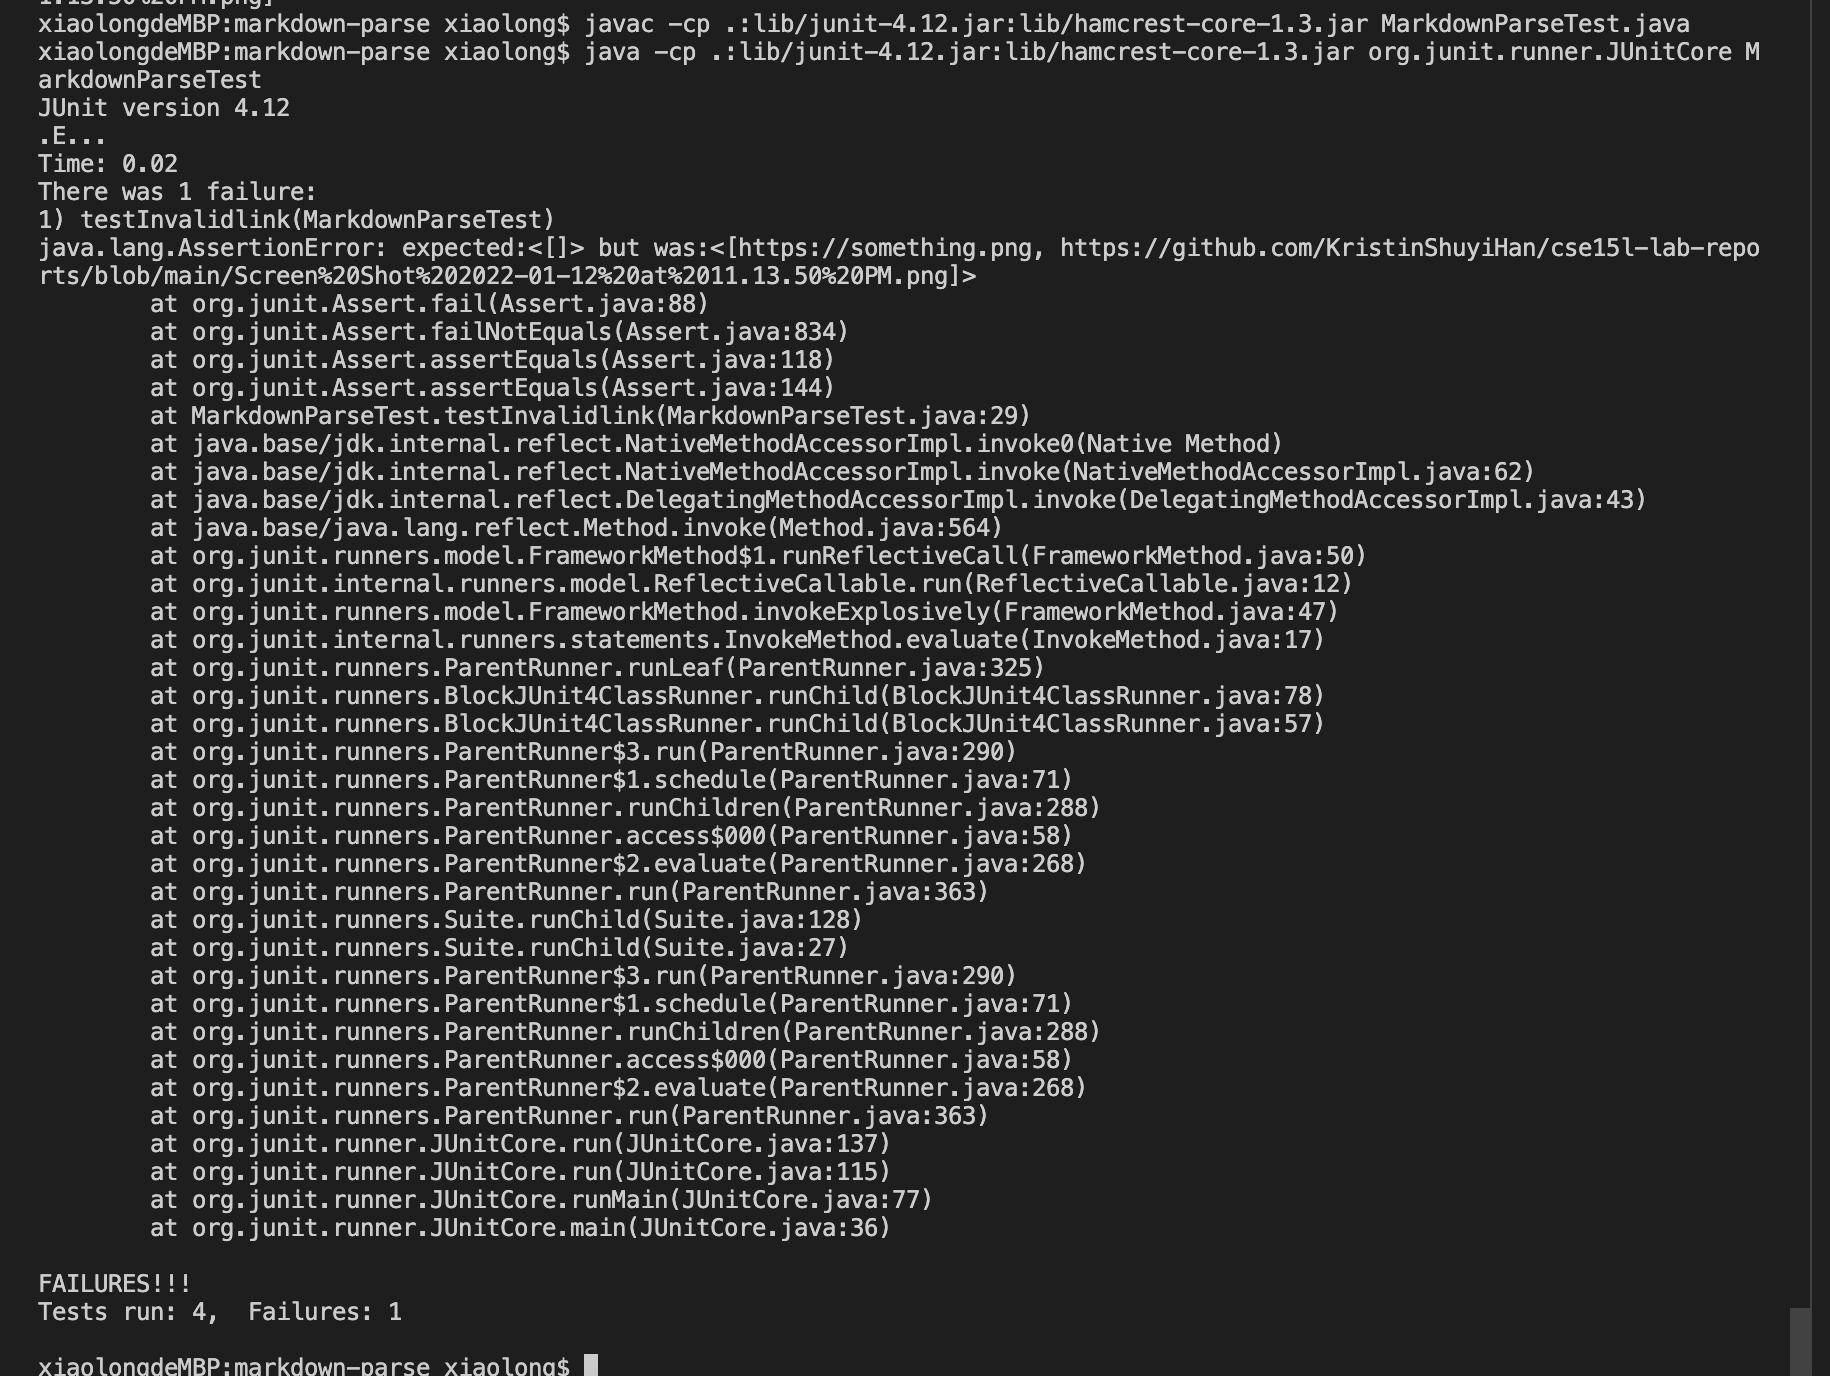 1.13.50%20PM.png]
xiaolongdeMBP:markdown-parse xiaolong$ javac -cp .:lib/junit-4.12.jar:lib/hamcrest-core-1.3.jar MarkdownParseTest.java
xiaolongdeMBP:markdown-parse xiaolong$ java -cp .:lib/junit-4.12.jar:lib/hamcrest-core-1.3.jar org.junit.runner.JUnitCore M
arkdownParseTest
JUnit version 4.12
.E...
Time: 0.02
There was 1 failure:
1) testInvalidlink(MarkdownParseTest)
java.lang.AssertionError: expected:<[]> but was:<[https://something.png, https://github.com/KristinShuyiHan/cse15l-lab-repo
rts/blob/main/Screen%20Shot%202022-01-12%20at%2011.13.50%20PM.png]>
at org.junit.Assert.fail(Assert.java:88)
at org.junit.Assert.failNotEquals(Assert.java:834)
at org.junit.Assert.assertEquals(Assert.java:118)
at org.junit.Assert.assertEquals(Assert.java:144)
at MarkdownParseTest.testInvalidlink(MarkdownParseTest.java:29)
at java.base/jdk.internal.reflect.NativeMethodAccessorImpl.invoke0(Native Method)
at java.base/jdk.internal.reflect.NativeMethodAccessorImpl.invoke(NativeMethodAccessorImpl.java:62)
at java.base/jdk.internal.reflect.DelegatingMethodAccessorImpl.invoke(DelegatingMethodAccessorImpl.java:43)
at java.base/java.lang.reflect.Method.invoke(Method.java:564)
at org.junit.runners.model.FrameworkMethod$1.runReflectiveCall(FrameworkMethod.java:50)
at org.junit.internal.runners.model.ReflectiveCallable.run(ReflectiveCallable.java:12)
at org.junit.runners.model.FrameworkMethod.invokeExplosively(FrameworkMethod.java:47)
at org.junit.internal.runners.statements.InvokeMethod.evaluate(InvokeMethod.java:17)
at org.junit.runners.ParentRunner.runLeaf(ParentRunner.java:325)
at org.junit.runners.BlockJUnit4ClassRunner.runChild(BlockJUnit4ClassRunner.java:78)
at org.junit.runners.BlockJUnit4ClassRunner.runChild(BlockJUnit4ClassRunner.java:57)
at org.junit.runners.ParentRunner$3.run(ParentRunner.java:290)
at org.junit.runners.ParentRunner$1.schedule(ParentRunner.java:71)
at org.junit.runners.ParentRunner.runChildren(ParentRunner.java:288)
at org.junit.runners.ParentRunner.access$000(ParentRunner.java:58)
at org.junit.runners.ParentRunner$2.evaluate(ParentRunner.java:268)
at org.junit.runners.ParentRunner.run(ParentRunner.java:363)
at org.junit.runners.Suite.runChild(Suite.java:128)
at org.junit.runners.Suite.runChild(Suite.java:27)
at org.junit.runners.ParentRunner$3.run(ParentRunner.java:290)
at org.junit.runners.ParentRunner$1.schedule(ParentRunner.java:71)
at org.junit.runners.ParentRunner.runChildren(ParentRunner.java:288)
at org.junit.runners.ParentRunner.access$000(ParentRunner.java:58)
at org.junit.runners.ParentRunner$2.evaluate(ParentRunner.java:268)
at org.junit.runners.ParentRunner.run(ParentRunner.java:363)
at org.junit.runner.JUnitCore.run(JUnitCore.java:137)
at org.junit.runner.JUnitCore.run(JUnitCore.java:115)
at org.junit.runner.JUnitCore.runMain(JUnitCore.java:77)
at org.junit.runner.JUnitCore.main(JUnitCore.java:36)
FAILURES!!!
Tests run: 4,  Failures: 1
xiaolongdeMBP:markdown-parse xiaolong$